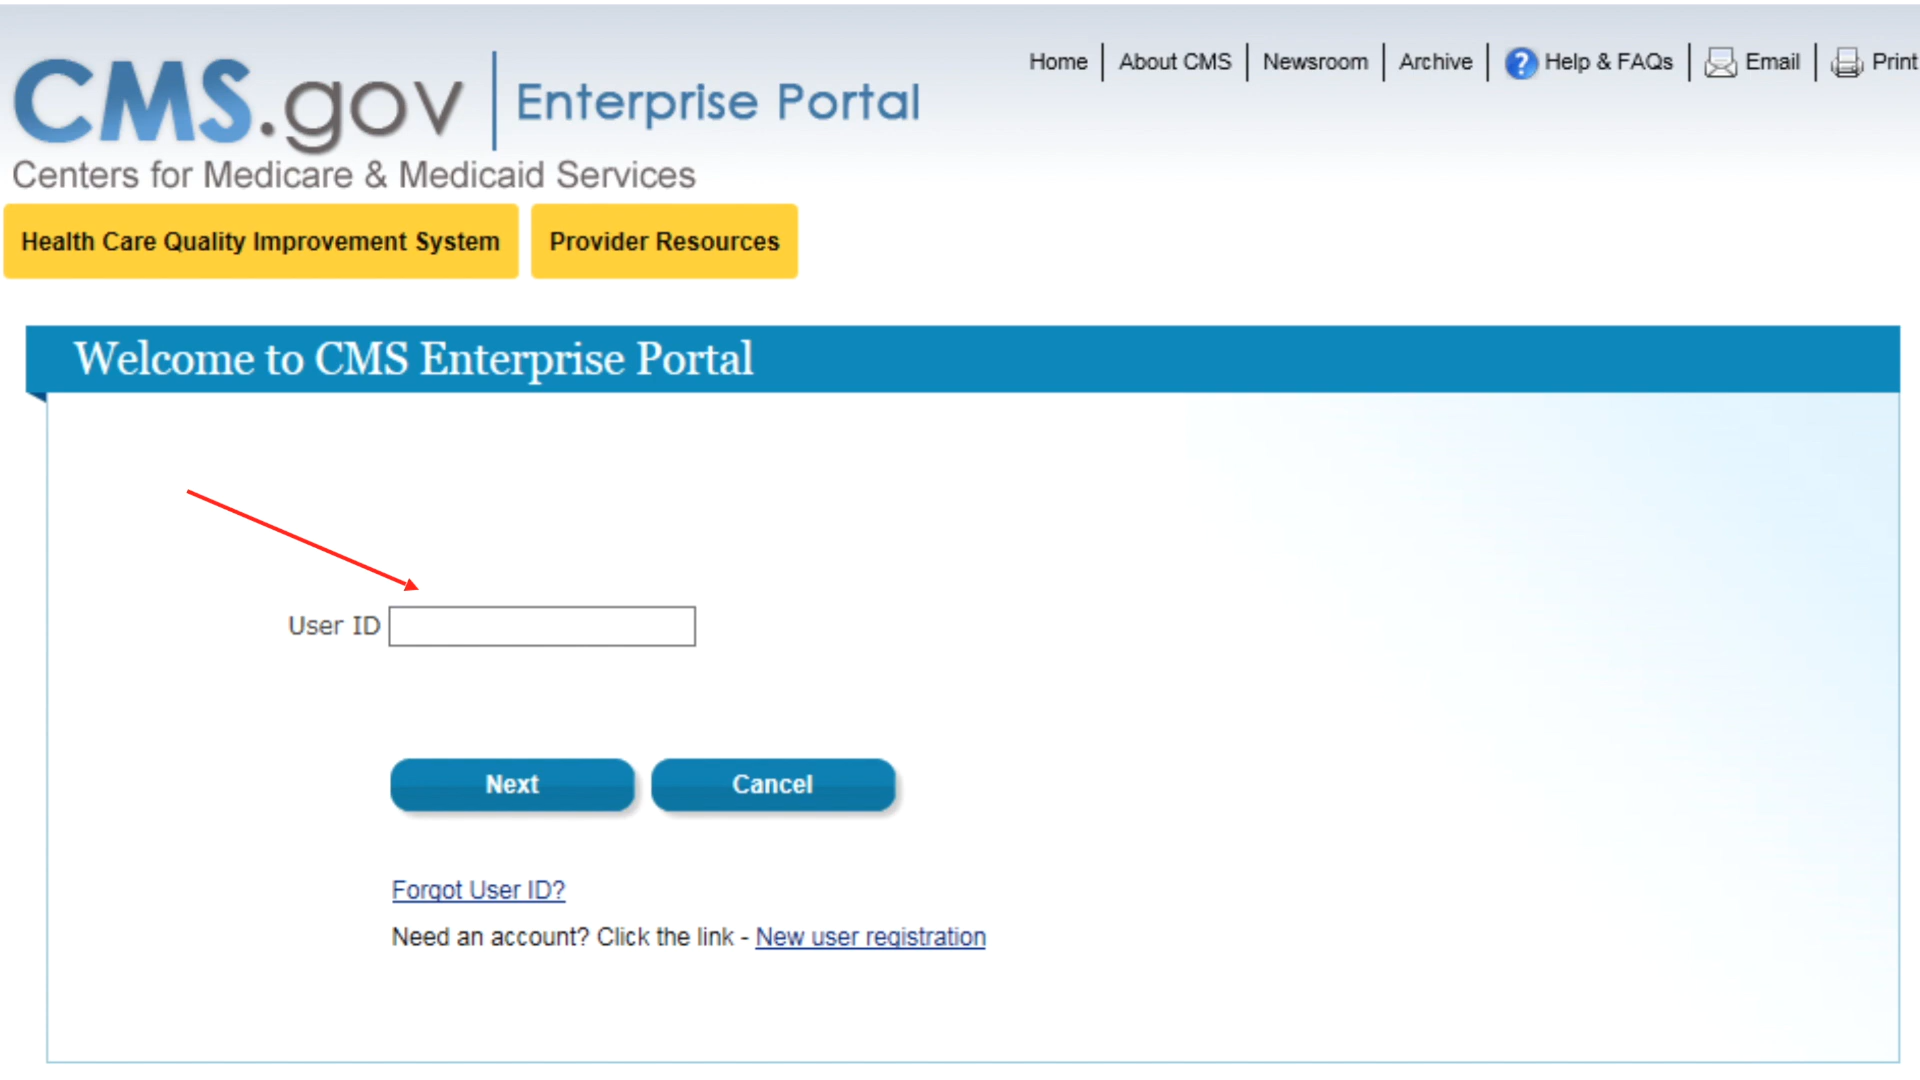 Home | About CMS | Newsroom | Archive | Help & FAQs | Email | Print
CMS.gov | Enterprise Portal
Centers for Medicare & Medicaid Services
Health Care Quality Improvement System
Provider Resources
Welcome to CMS Enterprise Portal
User ID
Next
Cancel
Forgot User ID?
Need an account? Click the link - New user registration